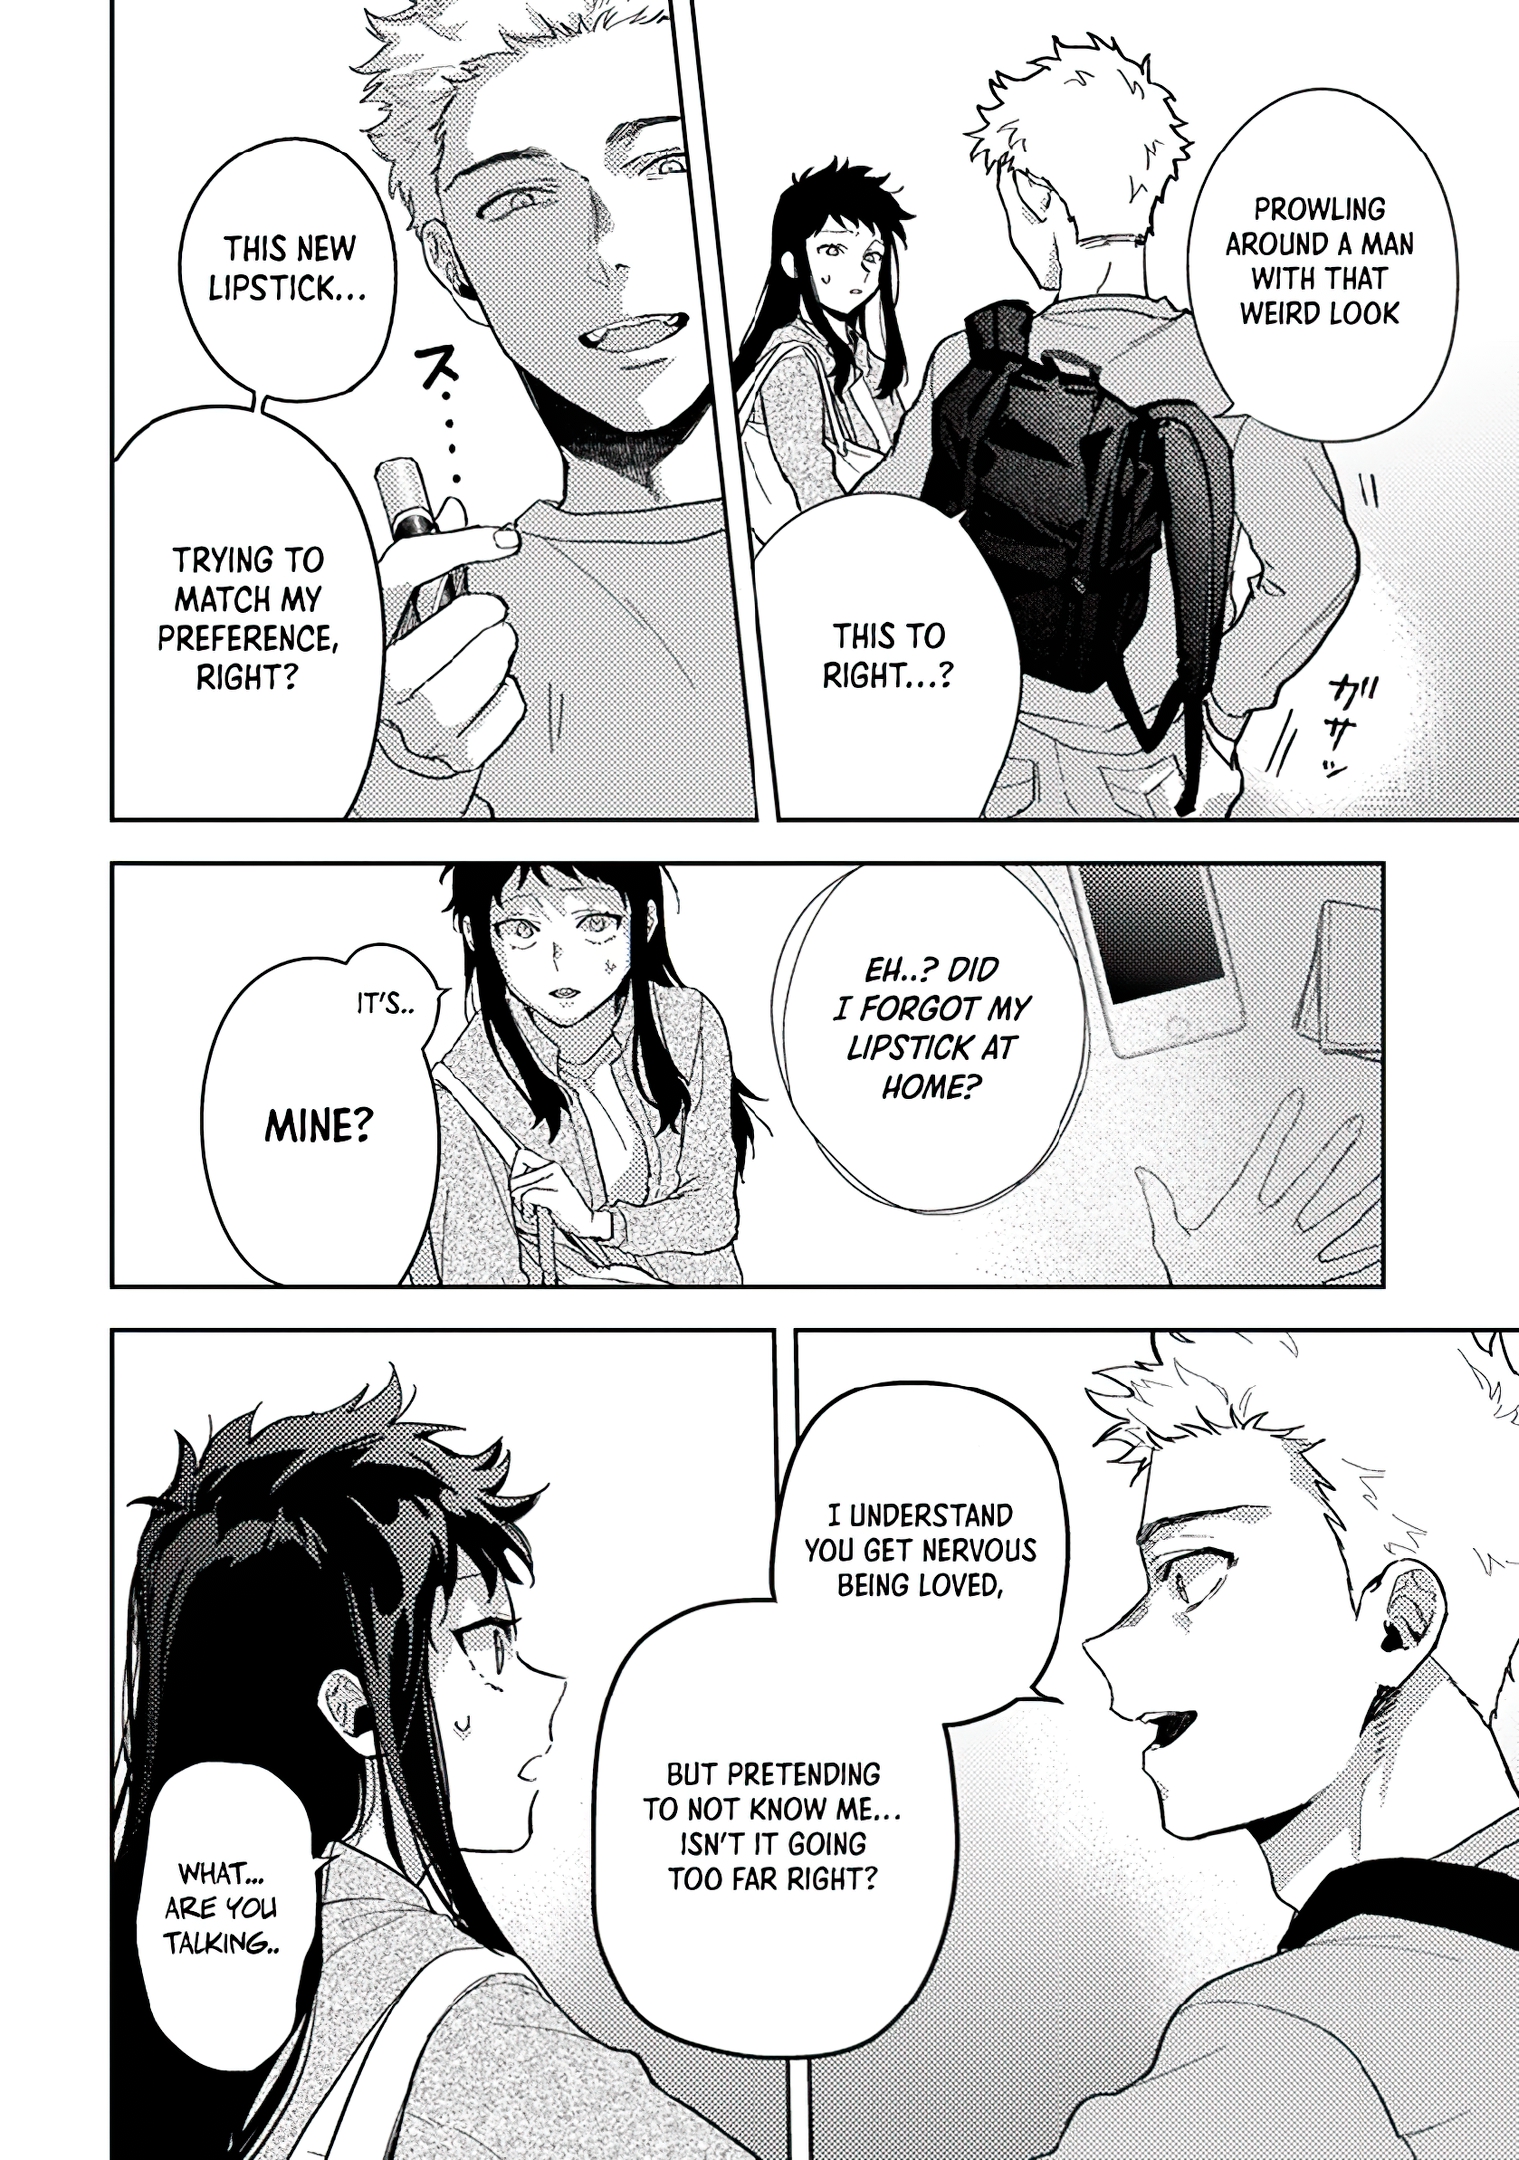 PROWLING
AROUND A MAN
WITH THAT
WEIRD LOOK
THIS TO
RIGHT...?
ガサッ
THIS NEW
LIPSTICK...
ス...
TRYING TO
MATCH MY
PREFERENCE,
RIGHT?
EH..? DID
I FORGOT MY
LIPSTICK AT
HOME?
IT'S..
MINE?
I UNDERSTAND
YOU GET NERVOUS
BEING LOVED,
BUT PRETENDING
TO NOT KNOW ME...
ISN'T IT GOING
TOO FAR RIGHT?
WHAT...
ARE YOU
TALKING..